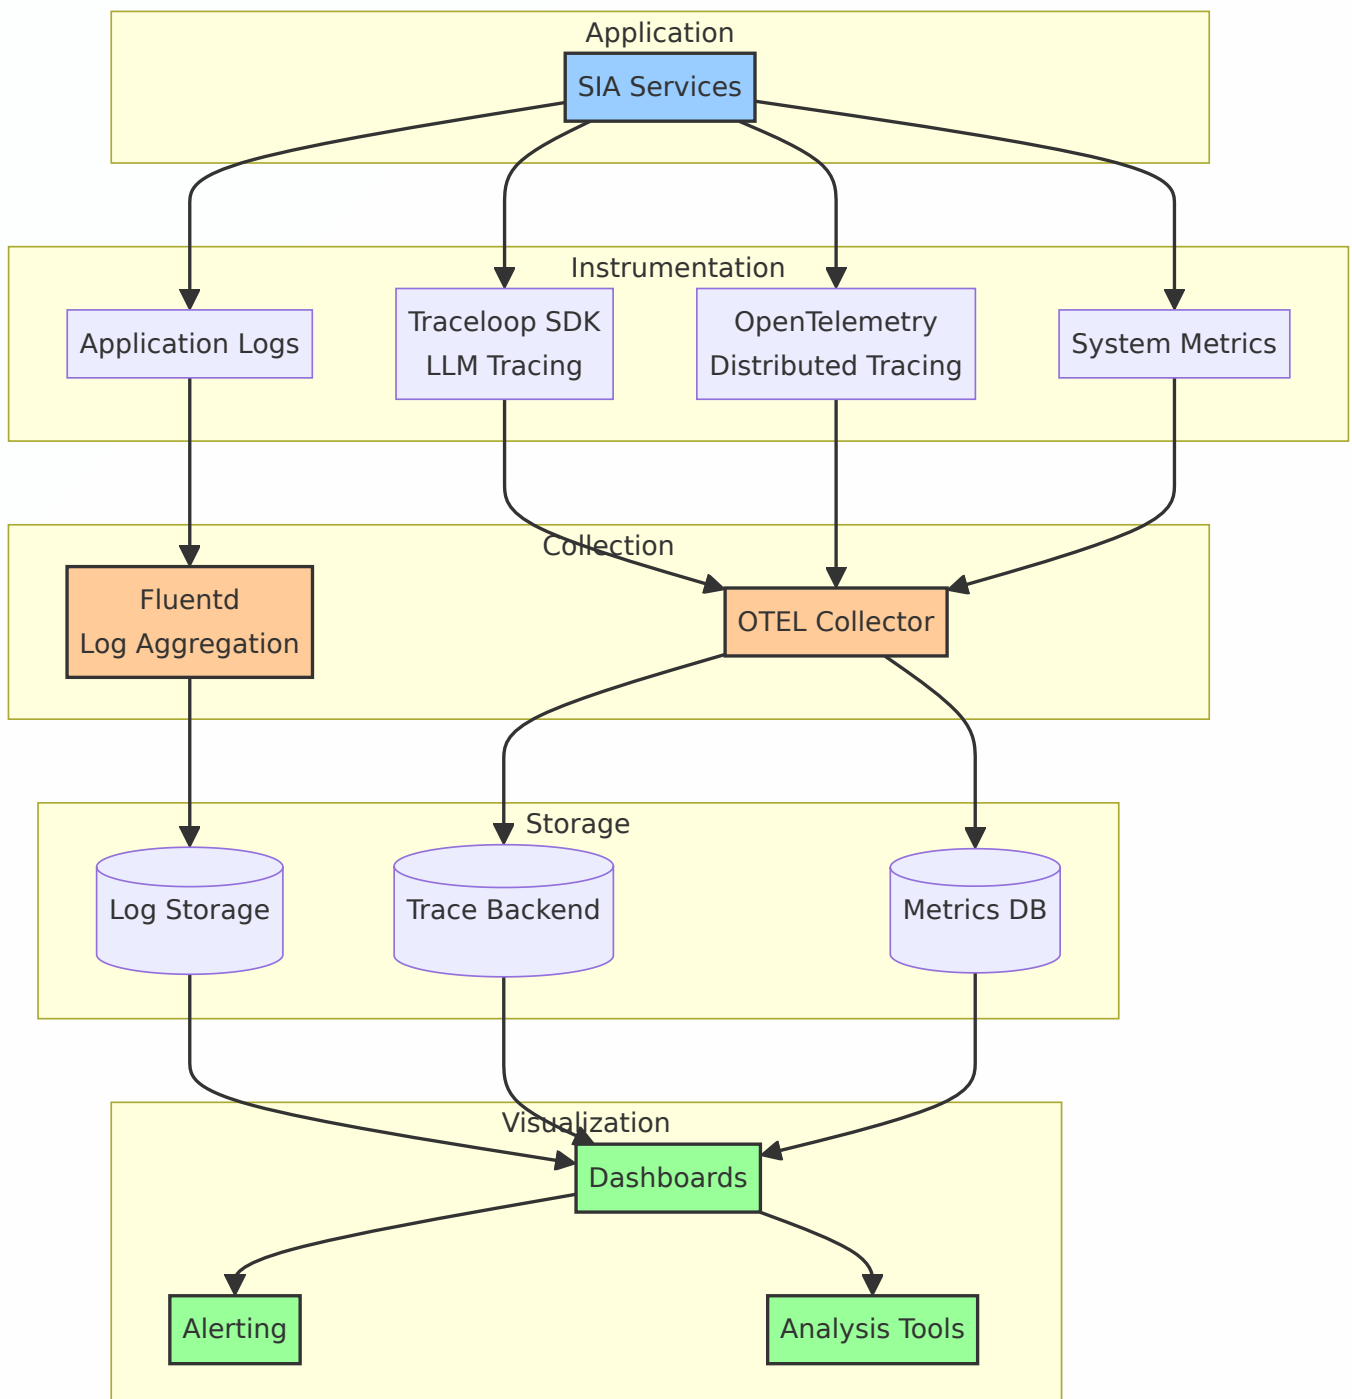 Application
SIA Services
Instrumentation
Application Logs
Traceloop SDK
LLM Tracing
OpenTelemetry
Distributed Tracing
System Metrics
Collection
Fluentd
Log Aggregation
OTEL Collector
Storage
Log Storage
Trace Backend
Metrics DB
Visualization
Dashboards
Alerting
Analysis Tools